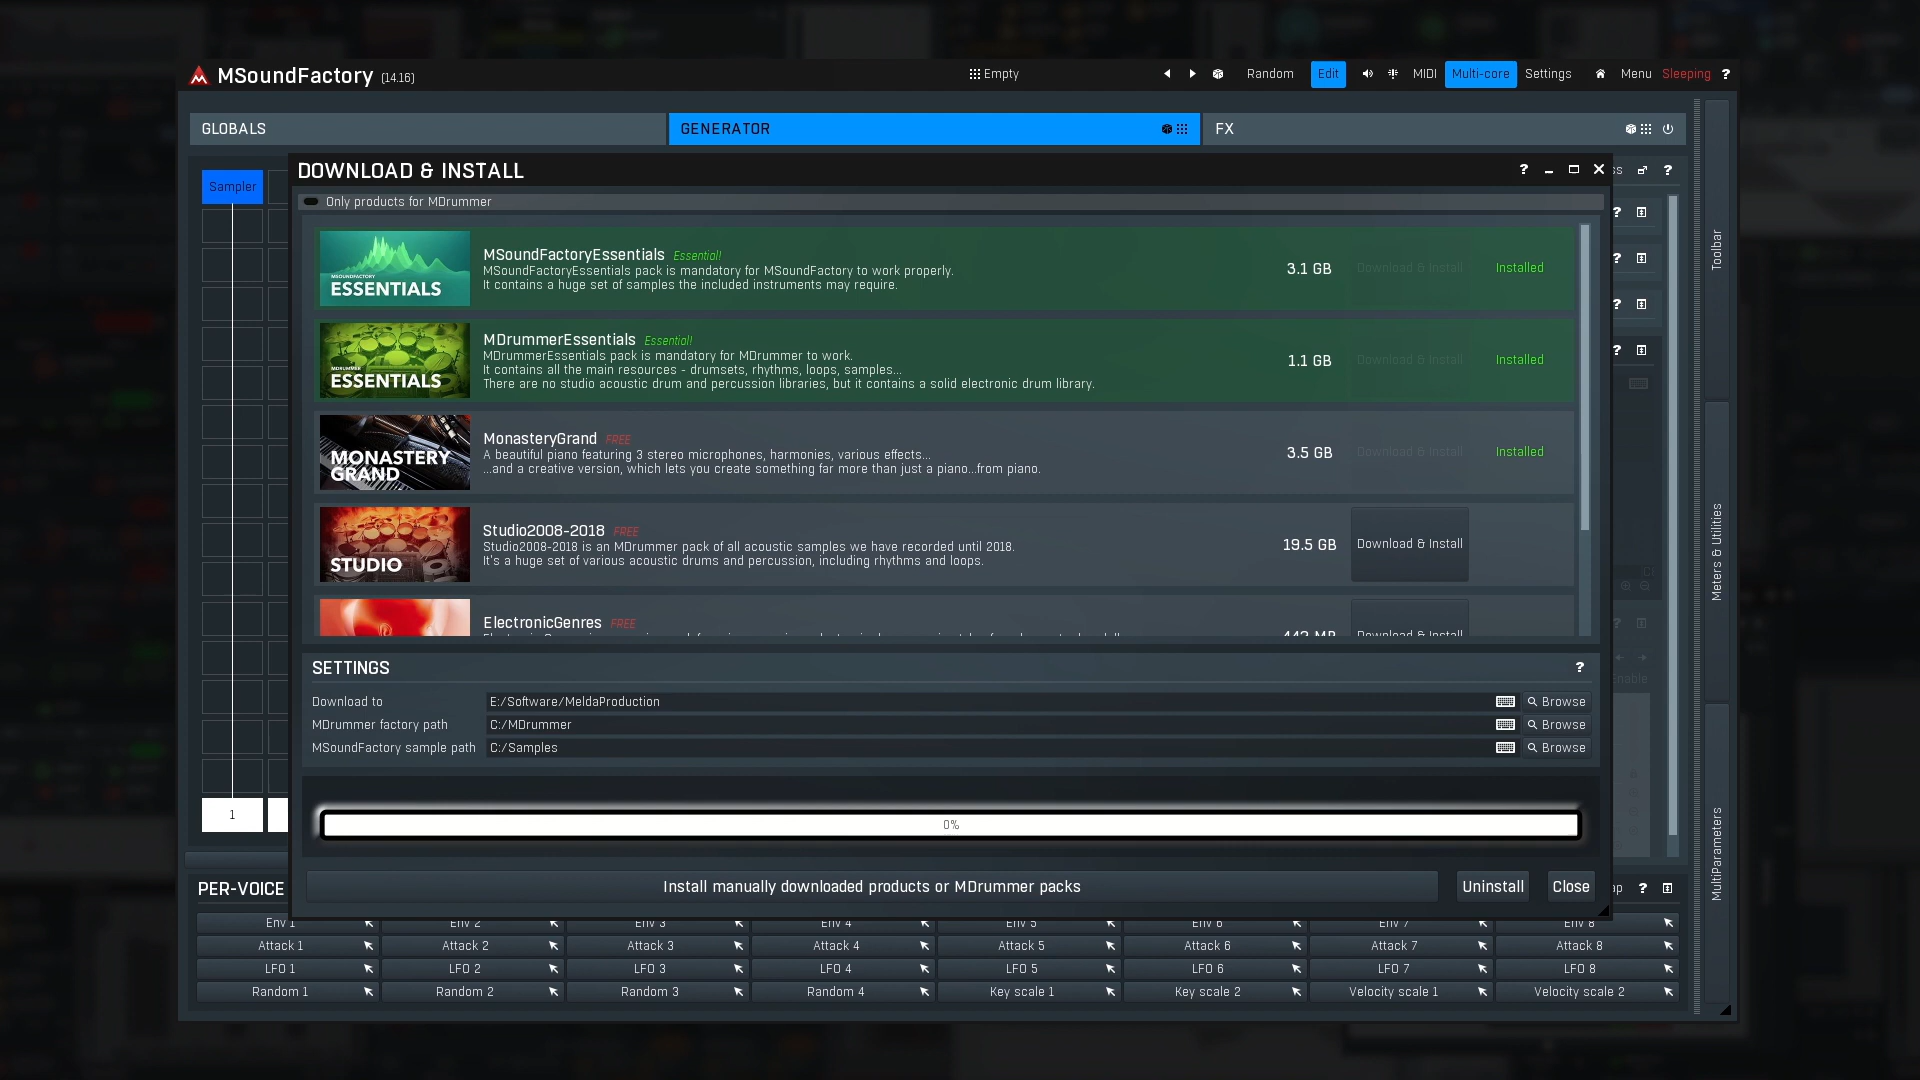 MSoundFactory (14.16)
Empty
Random
Edit
MIDI
Multi-core
Settings
Menu
Sleeping
?
GLOBALS
GENERATOR
FX
Sampler
DOWNLOAD & INSTALL
?
Only products for MDrummer
MSOUNDFACTORY
ESSENTIALS
MSoundFactoryEssentials Essential!
MSoundFactoryEssentials pack is mandatory for MSoundFactory to work properly.
It contains a huge set of samples the included instruments may require.
3.1 GB
Download & Install
Installed
MDRUMMER
ESSENTIALS
MDrummerEssentials Essential!
MDrummerEssentials pack is mandatory for MDrummer to work.
It contains all the main resources - drumsets, rhythms, loops, samples...
There are no studio acoustic drum and percussion libraries, but it contains a solid electronic drum library.
1.1 GB
Download & Install
Installed
MONASTERY
GRAND
MonasteryGrand FREE
A beautiful piano featuring 3 stereo microphones, harmonies, various effects...
...and a creative version, which lets you create something far more than just a piano...from piano.
3.5 GB
Download & Install
Installed
STUDIO
Studio2008-2018 FREE
Studio2008-2018 is an MDrummer pack of all acoustic samples we have recorded until 2018.
It's a huge set of various acoustic drums and percussion, including rhythms and loops.
19.5 GB
Download & Install
ElectronicGenres FREE
Download & Install
SETTINGS
?
Download to
E:/Software/MeldaProduction
Browse
MDrummer factory path
C:/MDrummer
Browse
MSoundFactory sample path
C:/Samples
Browse
0%
Install manually downloaded products or MDrummer packs
Uninstall
Close
Toolbar
Meters & Utilities
MultiParameters
Enable
1
PER-VOICE
ap ?
Env 1
Env 2
Env 3
Env 4
Env 5
Env 6
Env 7
Env 8
Attack 1
Attack 2
Attack 3
Attack 4
Attack 5
Attack 6
Attack 7
Attack 8
LFO 1
LFO 2
LFO 3
LFO 4
LFO 5
LFO 6
LFO 7
LFO 8
Random 1
Random 2
Random 3
Random 4
Key scale 1
Key scale 2
Velocity scale 1
Velocity scale 2